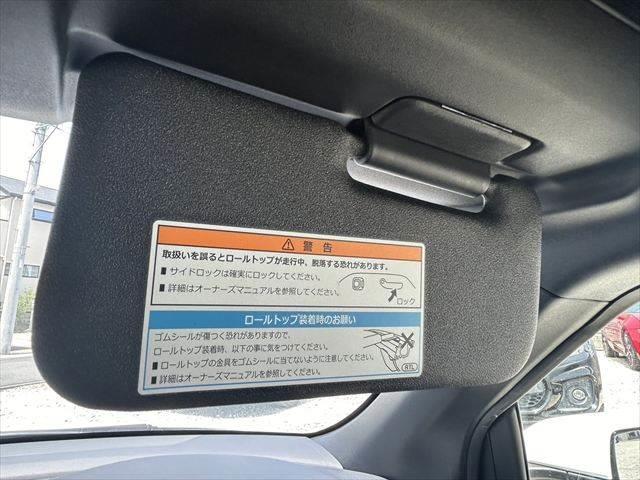 ⚠ 警告
取扱いを誤るとロールトップが走行中、脱落する恐れがあります。
■ サイドロックは確実にロックしてください。
■ 詳細はオーナーズマニュアルを参照してください。
ロック
ロールトップ装着時のお願い
ゴムシールが傷つく恐れがありますので、
ロールトップ装着時、以下の事に気をつけてください。
■ ロールトップの金具をゴムシールに当てないように注意してください。
■ 詳細はオーナーズマニュアルを参照してください。
RTL